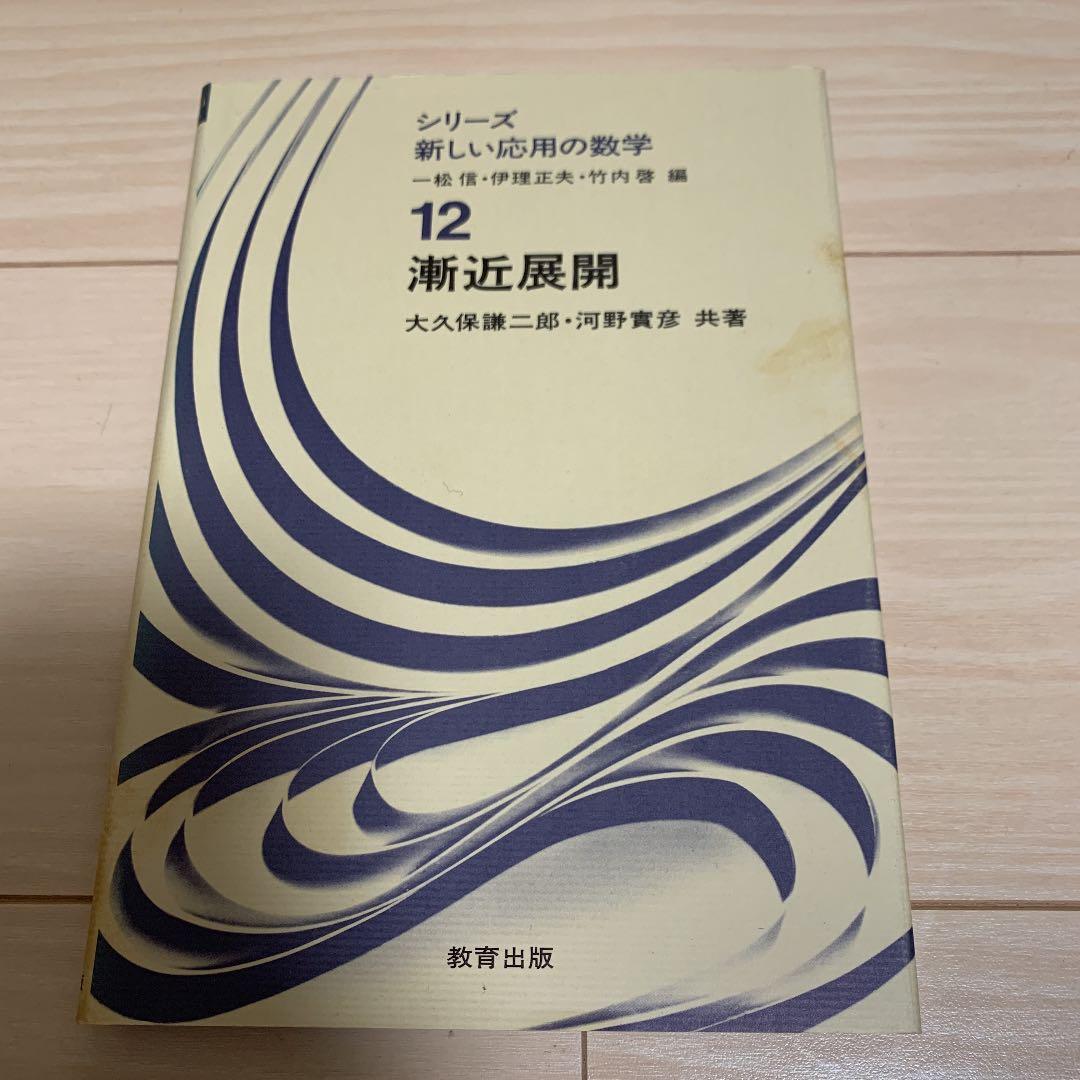 シリーズ
新しい応用の数学
一松 信・伊理正夫・竹内 啓 編
12
漸近展開
大久保謙二郎・河野實彦 共著
教育出版